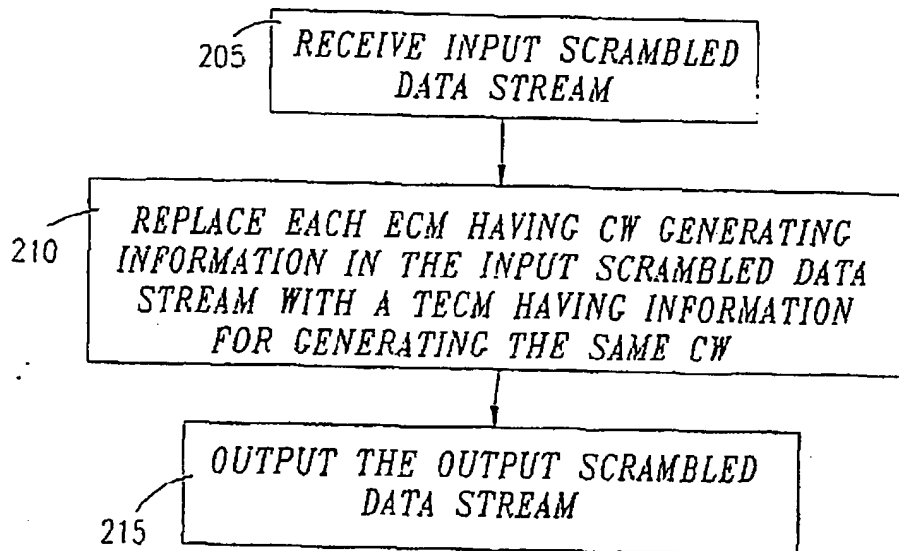 205
RECEIVE INPUT SCRAMBLED
DATA STREAM
210
REPLACE EACH ECM HAVING CW GENERATING
INFORMATION IN THE INPUT SCRAMBLED DATA
STREAM WITH A TECM HAVING INFORMATION
FOR GENERATING THE SAME CW
215
OUTPUT THE OUTPUT SCRAMBLED
DATA STREAM